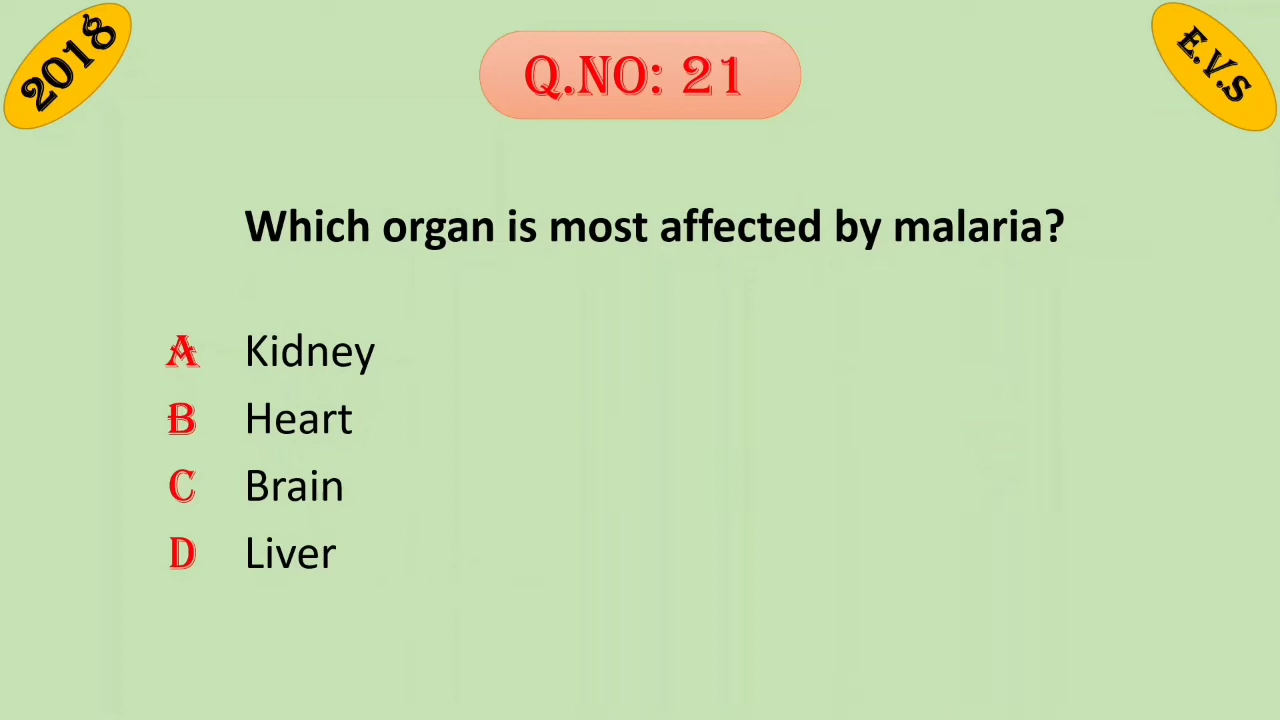 2018
Q.NO: 21
E.V.S
Which organ is most affected by malaria?
A Kidney
B Heart
C Brain
D Liver